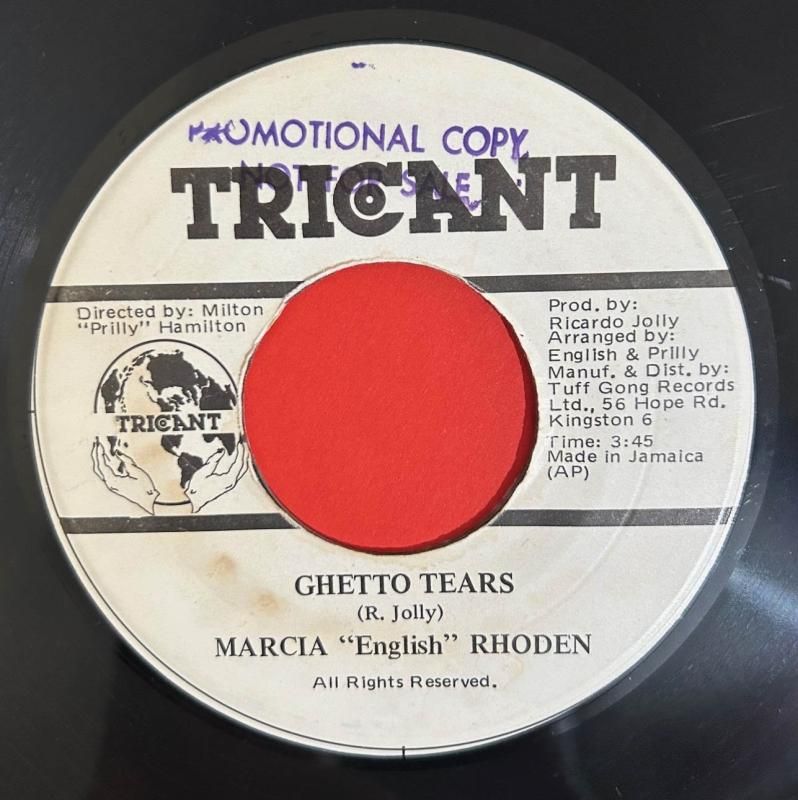 PROMOTIONAL COPY
NOT FOR SALE
TRICANT
Directed by: Milton
"Prilly" Hamilton
TRICANT
Prod. by:
Ricardo Jolly
Arranged by:
English & Prilly
Manuf. & Dist. by:
Tuff Gong Records
Ltd., 56 Hope Rd.
Kingston 6
Time: 3:45
Made in Jamaica
(AP)
GHETTO TEARS
(R. Jolly)
MARCIA "English" RHODEN
All Rights Reserved.